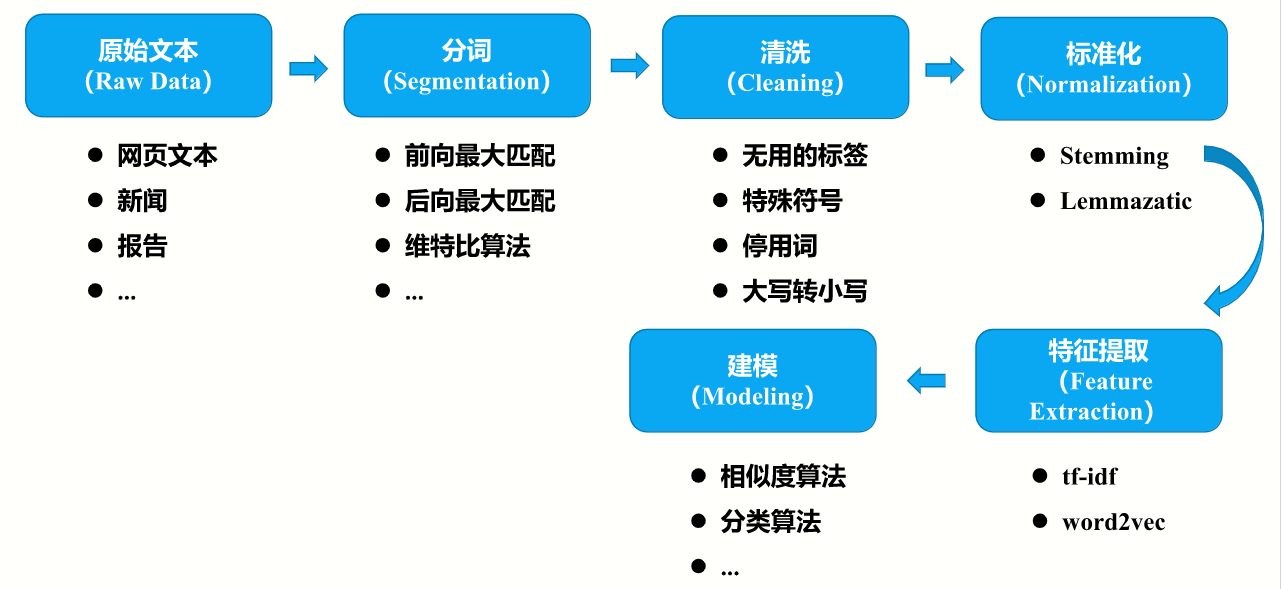 原始文本
（Raw Data）
网页文本
新闻
报告
...
分词
（Segmentation）
前向最大匹配
后向最大匹配
维特比算法
...
清洗
（Cleaning）
无用的标签
特殊符号
停用词
大写转小写
标准化
（Normalization）
Stemming
Lemmazatic
特征提取
（Feature
Extraction）
tf-idf
word2vec
建模
（Modeling）
相似度算法
分类算法
...